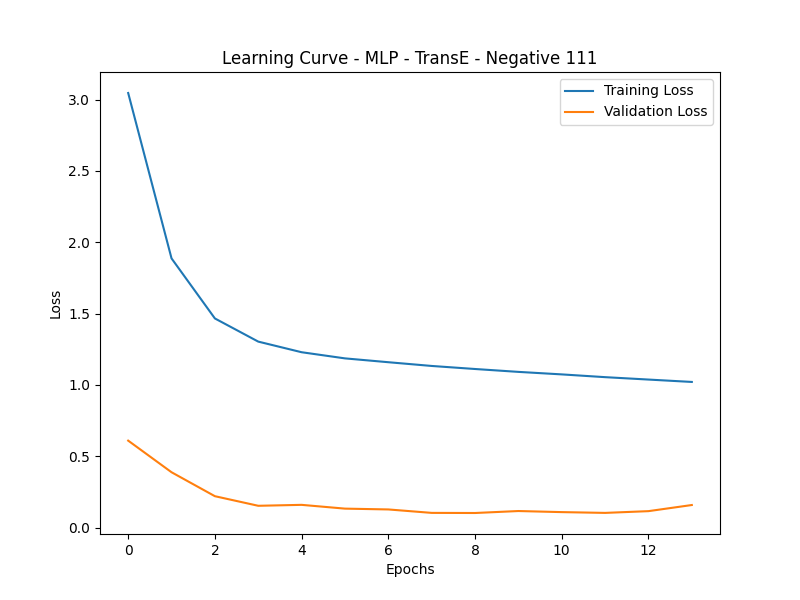 Learning Curve - MLP - TransE - Negative 111
Training Loss
Validation Loss
3.0
2.5
2.0
1.5
1.0
0.5
0.0
Loss
0 2 4 6 8 10 12
Epochs